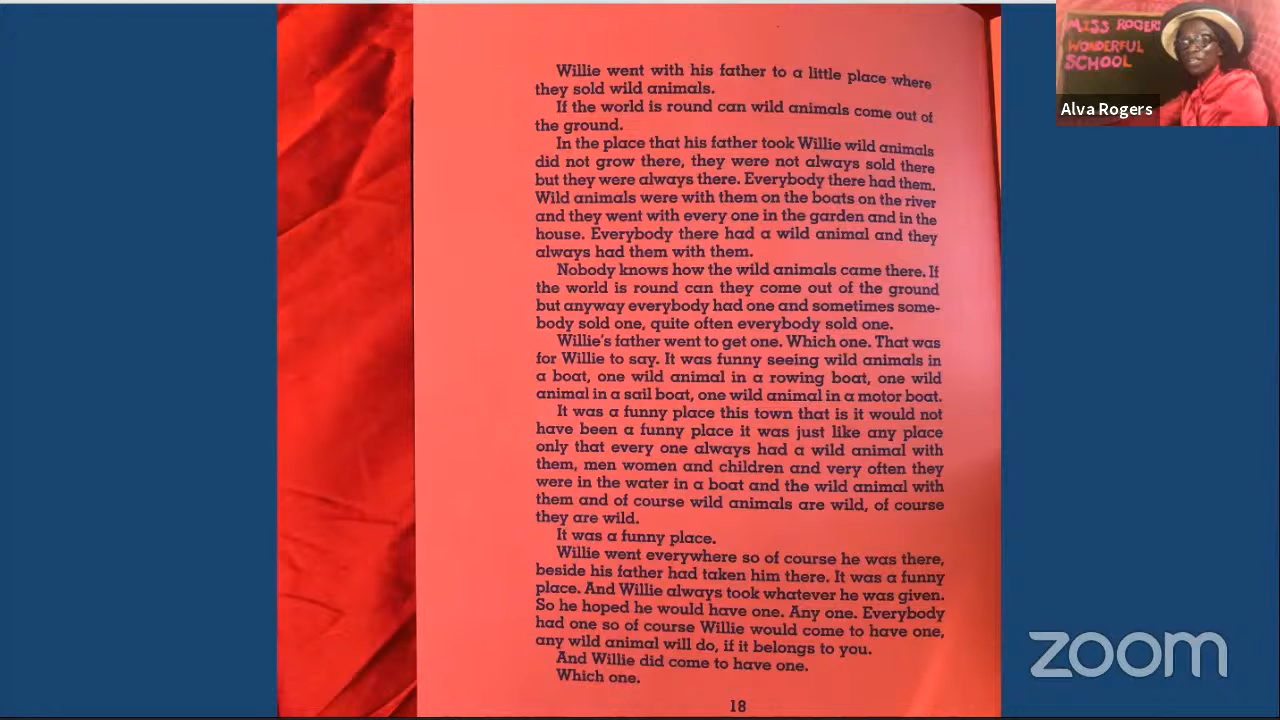 Willie went with his father to a little place where
they sold wild animals.
If the world is round can wild animals come out of
the ground.
In the place that his father took Willie wild animals
did not grow there, they were not always sold there
but they were always there. Everybody there had them.
Wild animals were with them on the boats on the river
and they went with every one in the garden and in the
house. Everybody there had a wild animal and they
always had them with them.
Nobody knows how the wild animals came there. If
the world is round can they come out of the ground
but anyway everybody had one and sometimes some-
body sold one, quite often everybody sold one.
Willie's father went to get one. Which one. That was
for Willie to say. It was funny seeing wild animals in
a boat, one wild animal in a rowing boat, one wild
animal in a sail boat, one wild animal in a motor boat.
It was a funny place this town that is it would not
have been a funny place it was just like any place
only that every one always had a wild animal with
them, men women and children and very often they
were in the water in a boat and the wild animal with
them and of course wild animals are wild, of course
they are wild.
It was a funny place.
Willie went everywhere so of course he was there,
beside his father had taken him there. It was a funny
place. And Willie always took whatever he was given.
So he hoped he would have one. Any one. Everybody
had one so of course Willie would come to have one,
any wild animal will do, if it belongs to you.
And Willie did come to have one.
Which one.
18
MISS ROGERS
WONDERFUL
SCHOOL
Alva Rogers
zoom